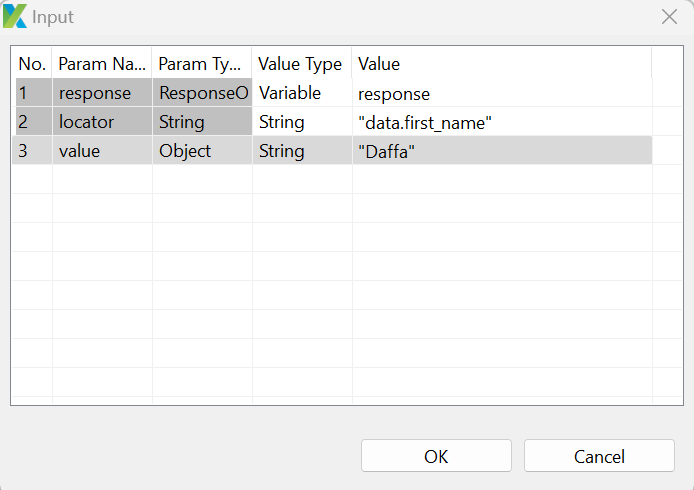 Input
No. Param Na... Param Ty... Value Type Value
1 response ResponseO Variable response
2 locator String String "data.first_name"
3 value Object String "Daffa"
OK Cancel